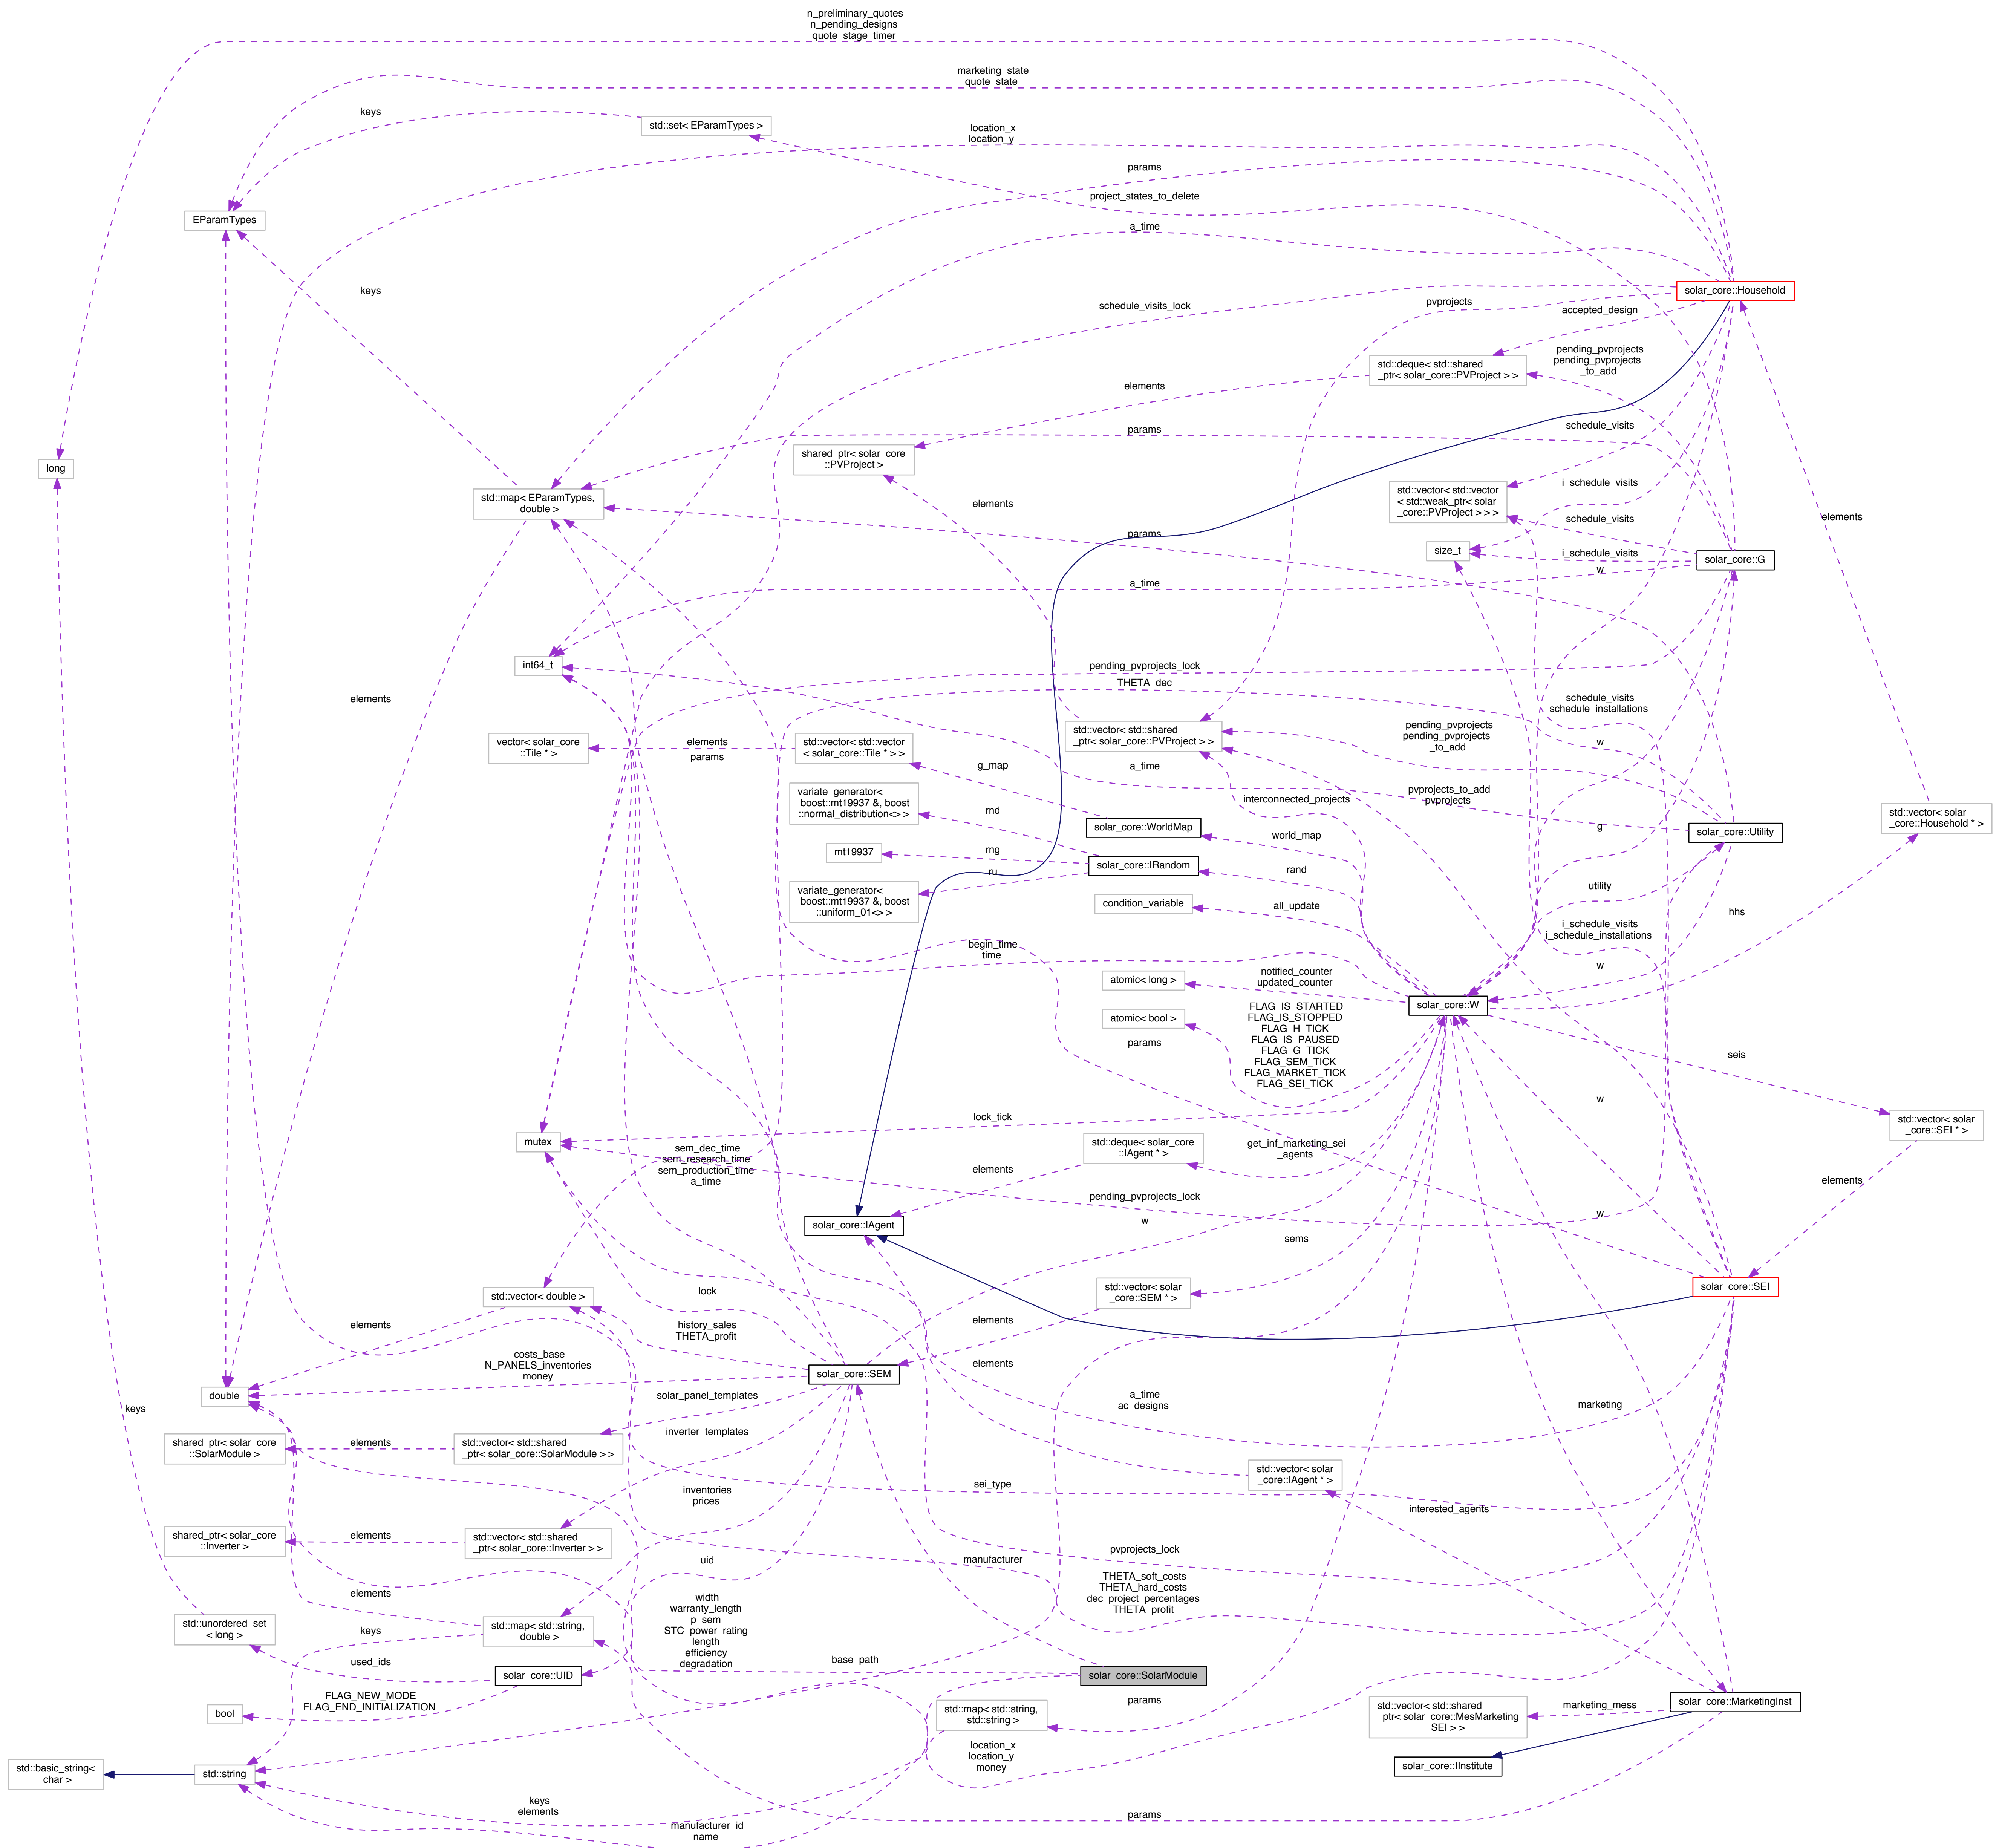 n_preliminary_quotes
n_pending_designs
quote_stage_timer
marketing_state
quote_state
keys
std::set< EParamTypes >
location_x
location_y
params
project_states_to_delete
EParamTypes
a_time
keys
solar_core::Household
schedule_visits_lock
pvprojects
accepted_design
pending_pvprojects
pending_pvprojects
_to_add
std::deque< std::shared
_ptr< solar_core::PVProject > >
elements
params
schedule_visits
long
shared_ptr< solar_core
::PVProject >
std::map< EParamTypes,
double >
elements
std::vector< std::vector
< std::weak_ptr< solar
_core::PVProject > > >
i_schedule_visits
elements
schedule_visits
params
size_t
i_schedule_visits
solar_core::G
w
a_time
int64_t
pending_pvprojects_lock
THETA_dec
elements
schedule_visits
schedule_installations
vector< solar_core
::Tile * >
elements
params
std::vector< std::vector
< solar_core::Tile * > >
std::vector< std::shared
_ptr< solar_core::PVProject > >
pending_pvprojects
pending_pvprojects
_to_add
w
g_map
a_time
variate_generator<
boost::mt19937 &, boost
::normal_distribution<> >
rnd
interconnected_projects
pvprojects_to_add
pvprojects
solar_core::WorldMap
world_map
g
solar_core::Utility
std::vector< solar
_core::Household * >
mt19937
rng
solar_core::IRandom
ru
rand
utility
variate_generator<
boost::mt19937 &, boost
::uniform_01<> >
condition_variable
all_update
hhs
begin_time
time
i_schedule_visits
i_schedule_installations
w
atomic< long >
notified_counter
updated_counter
solar_core::W
atomic< bool >
FLAG_IS_STARTED
FLAG_IS_STOPPED
FLAG_H_TICK
FLAG_IS_PAUSED
FLAG_G_TICK
FLAG_SEM_TICK
FLAG_MARKET_TICK
FLAG_SEI_TICK
params
seis
w
lock_tick
std::vector< solar
_core::SEI * >
mutex
sem_dec_time
sem_research_time
sem_production_time
a_time
std::deque< solar_core
::IAgent * >
get_inf_marketing_sei
_agents
elements
elements
pending_pvprojects_lock
w
w
solar_core::IAgent
sems
solar_core::SEI
std::vector< double >
lock
std::vector< solar
_core::SEM * >
elements
history_sales
THETA_profit
elements
costs_base
N_PANELS_inventories
money
solar_core::SEM
elements
double
keys
solar_panel_templates
a_time
ac_designs
marketing
shared_ptr< solar_core
::SolarModule >
elements
std::vector< std::shared
_ptr< solar_core::SolarModule > >
inverter_templates
std::vector< solar
_core::IAgent * >
sei_type
inventories
prices
interested_agents
shared_ptr< solar_core
::Inverter >
elements
std::vector< std::shared
_ptr< solar_core::Inverter > >
uid
manufacturer
pvprojects_lock
THETA_soft_costs
THETA_hard_costs
dec_project_percentages
THETA_profit
elements
width
warranty_length
p_sem
STC_power_rating
length
efficiency
degradation
std::unordered_set
< long >
keys
std::map< std::string,
double >
used_ids
solar_core::UID
base_path
solar_core::SolarModule
FLAG_NEW_MODE
FLAG_END_INITIALIZATION
bool
std::map< std::string,
std::string >
params
std::vector< std::shared
_ptr< solar_core::MesMarketing
SEI > >
marketing_mess
solar_core::MarketingInst
location_x
location_y
money
solar_core::IInstitute
std::basic_string<
char >
std::string
keys
elements
params
manufacturer_id
name